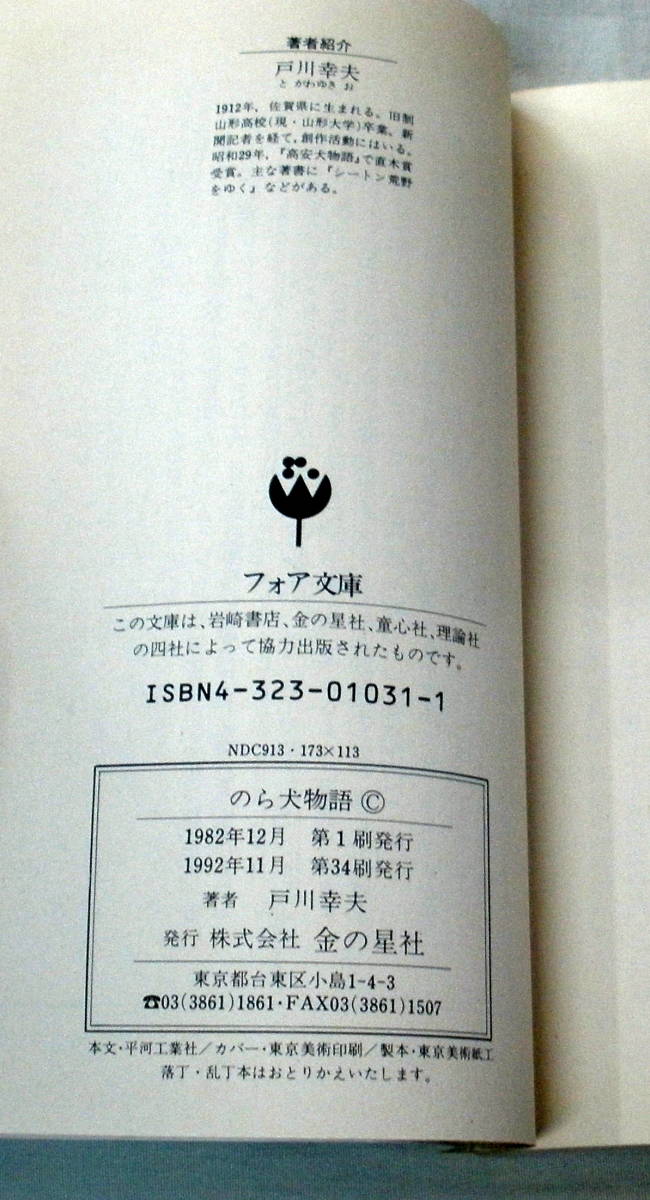 著者紹介
戸川幸夫
と がわゆき お
1912年、佐賀県に生まれる。旧制
山形高校(現・山形大学)卒業。新
聞記者を経て、創作活動にはいる。
昭和29年、『高安犬物語』で直木賞
受賞。主な著書に『シートン荒野
をゆく』などがある。
フォア文庫
この文庫は、岩崎書店、金の星社、童心社、理論社
の四社によって協力出版されたものです。
ISBN4-323-01031-1
NDC913・173×113
のら犬物語 ©
1982年12月 第1刷発行
1992年11月 第34刷発行
著者 戸川幸夫
発行 株式会社 金の星社
東京都台東区小島1-4-3
☎03(3861)1861・FAX03(3861)1507
本文・平河工業社/カバー・東京美術印刷/製本・東京美術紙工
落丁・乱丁本はおとりかえいたします。